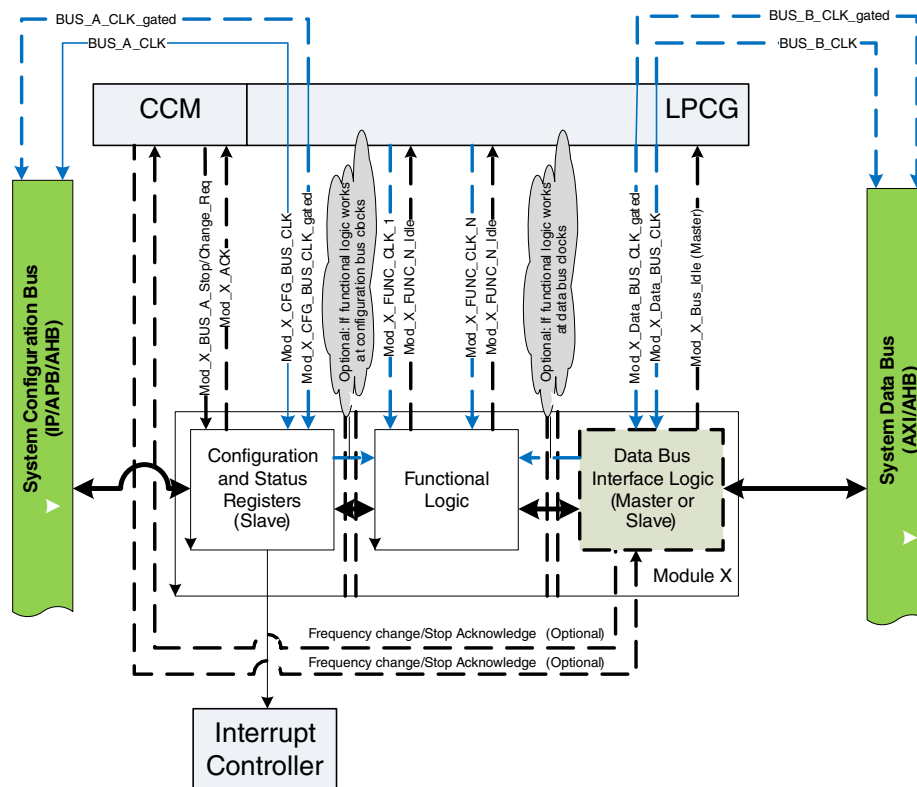 BUS_A_CLK_gated
BUS_A_CLK
BUS_B_CLK_gated
BUS_B_CLK
CCM
LPCG
System Configuration Bus
(IP/APB/AHB)
Mod_X_BUS_A_Stop/Change_Req
Mod_X_ACK
Mod_X_CFG_BUS_CLK
Mod_X_CFG_BUS_CLK_gated
Optional: If functional logic works
at configuration bus clocks
Mod_X_FUNC_CLK_1
Mod_X_FUNC_N_Idle
Mod_X_FUNC_CLK_N
Mod_X_FUNC_N_Idle
Optional: If functional logic works
at data bus clocks
Mod_X_Data_BUS_CLK_gated
Mod_X_Data_BUS_CLK
Mod_X_Bus_Idle (Master)
System Data Bus
(AXI/AHB)
Configuration
and Status
Registers
(Slave)
Functional
Logic
Data Bus
Interface Logic
(Master or
Slave)
Module X
Frequency change/Stop Acknowledge (Optional)
Frequency change/Stop Acknowledge (Optional)
Interrupt
Controller